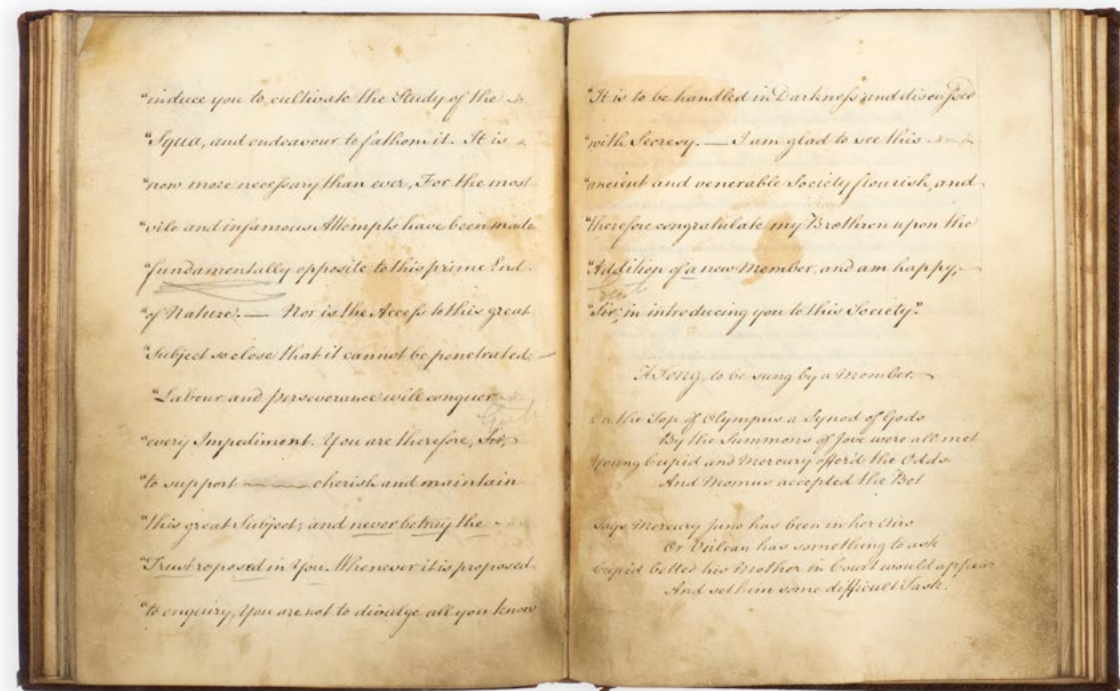 "induce you to cultivate the Study of the
"Squa, and endeavour to fathom it. It is
"now more necessary than ever, For the most
"vile and infamous Attempts have been made
"fundamentally opposite to this prime End
"of Nature. — Nor is the Access to this great
"Subject so close that it cannot be penetrated
"Labour and perseverance will conquer
"every Impediment. You are therefore, Sir,
"to support cherish and maintain
"this great Subject; and never betray the
"Trust reposed in You. Whenever it is proposed
"to enquiry, You are not to divulge all you know
"It is to be handled in Darkness and discussed
"with Secresy. — I am glad to see this
"ancient and venerable Society flourish, and
"therefore congratulate my Brethren upon the
"Addition of a new Member, and am happy,
"Sir, in introducing you to this Society."
A Song, to be sung by a Member.
On the Top of Olympus a Synod of Gods
By the Summons of Jove were all met
Young Cupid and Mercury offer'd the Odds
And Momus accepted the Bet
Says Mercury Juno has been in her Airs
Or Vulcan has something to ask
Cupid betted his Mother in Court would appear
And set him some difficult Task.